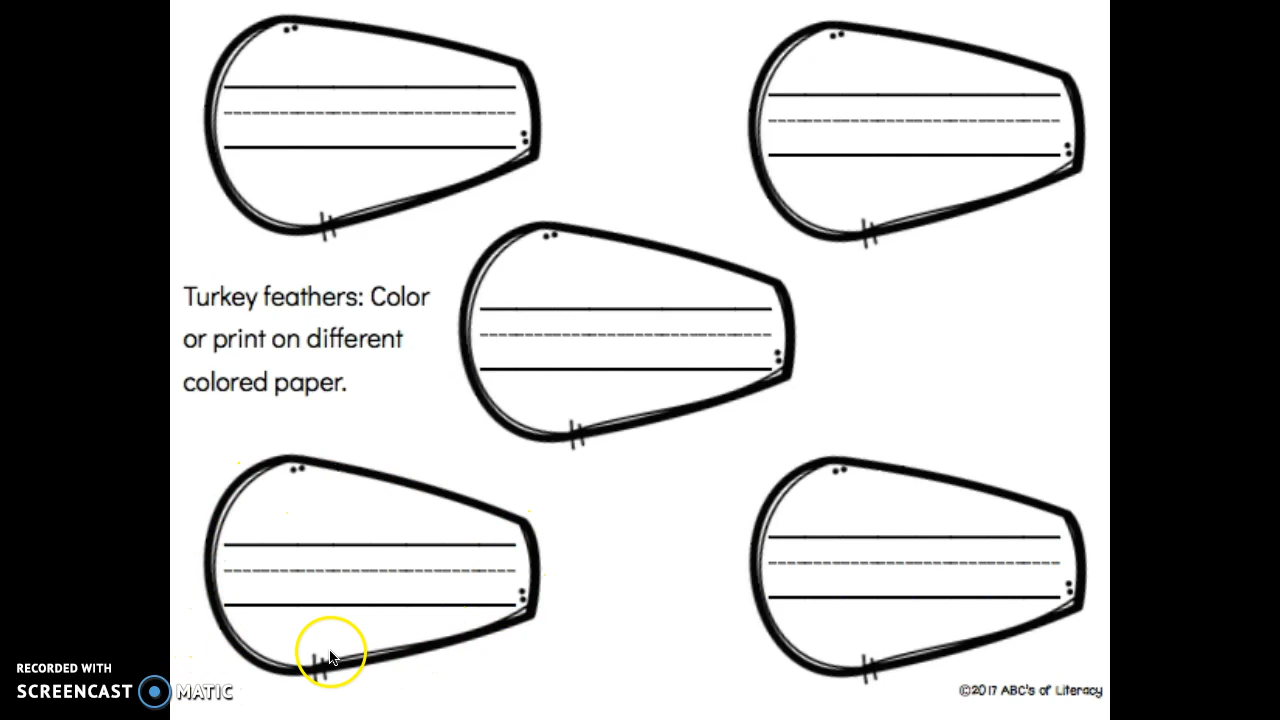 Turkey feathers: Color
or print on different
colored paper.
©2017 ABC's of Literacy
RECORDED WITH
SCREENCAST MATIC